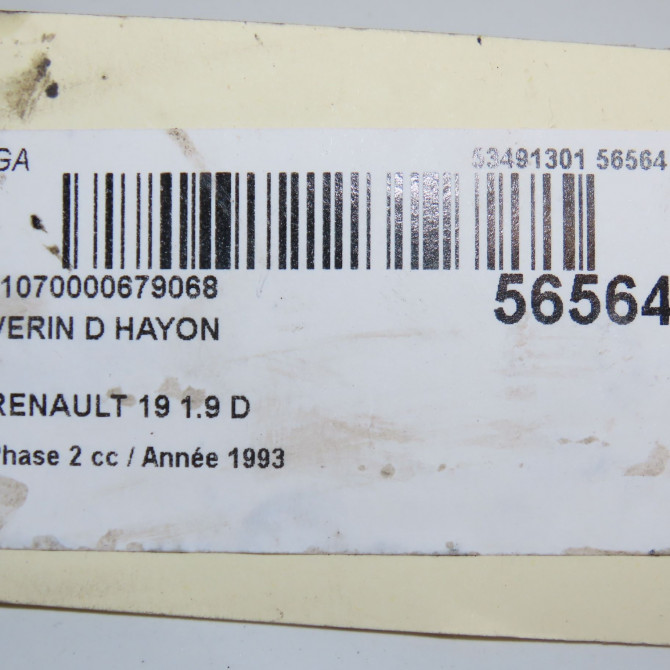 GA 53491301 56564
1070000679068 56564
VERIN D HAYON
RENAULT 19 1.9 D
Phase 2 cc / Année 1993